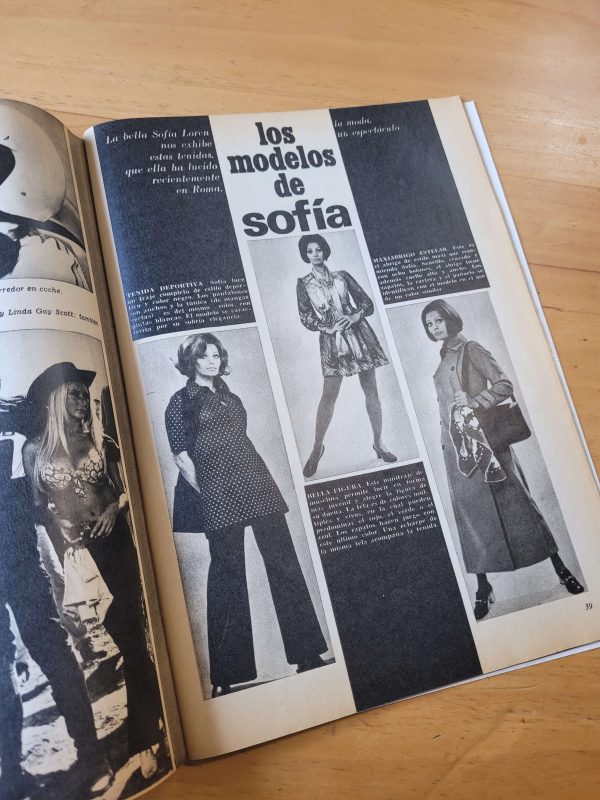 rredor en coche.
y Linda Gay Scott: también
La bella Sofía Loren
nos exhibe
estas tenidas,
que ella ha lucido
recientemente
en Roma.
los
modelos
de
sofía
la moda,
un espectáculo
TENIDA DEPORTIVA. Sofía luce
un traje completo de estilo depor-
tivo y color negro. Los pantalones
anchos y la túnica (de mangas
cortas) es del mismo color con
pintas blancas. El modelo se carac-
teriza por su sobria elegancia.
MAXIABRIGO ESTELAR. Este es
el abrigo de estilo maxi que reco-
mienda Sofía. Sencillo, cruzado y
con ocho botones, el abrigo tiene
además cuello alto y ancho. Los
zapatos, la cartera y el pañuelo se
identifican con el modelo en el uso
de un color similar.
BELLA FIGURA. Este minitraje de
muselina permite lucir en forma
más juvenil y alegre la figura de
su dueña. La tela es de colores múl-
tiples y vivos, en la cual pueden
predominar el rojo, el verde o el
azul. Los zapatos hacen juego con
este último color. Una echarpe de
la misma tela acompaña la tenida
39